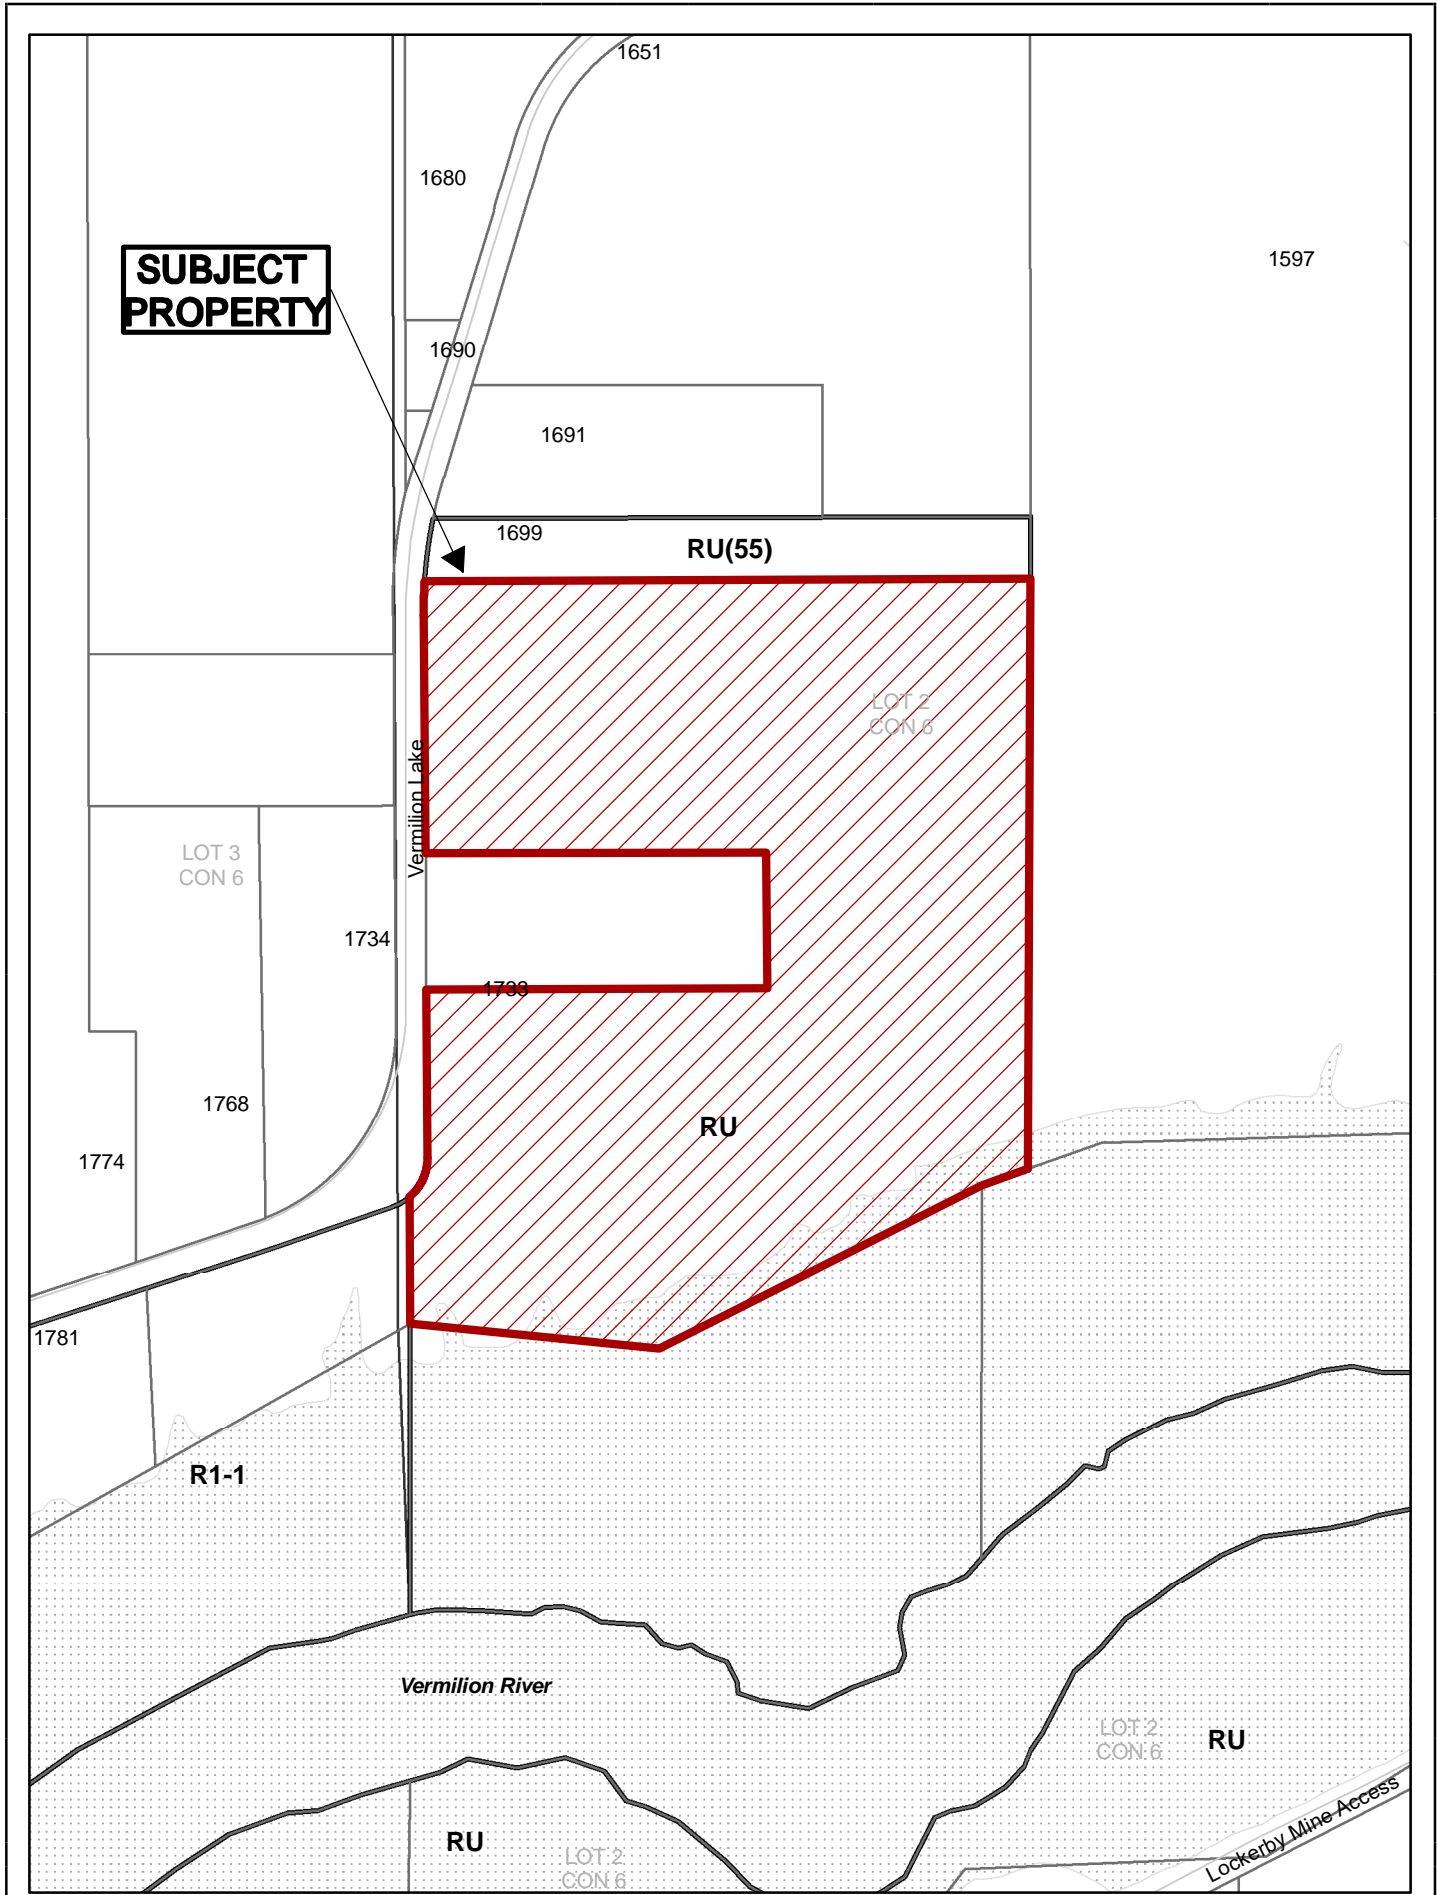 1651
1680
SUBJECT
PROPERTY
1597
1690
1691
1699
RU(55)
LOT 2
CON 6
Vermilion Lake
LOT 3
CON 6
1734
1733
1768
RU
1774
1781
R1-1
Vermilion River
LOT 2
CON 6
RU
Lockerby Mine Access
RU
LOT 2
CON 6